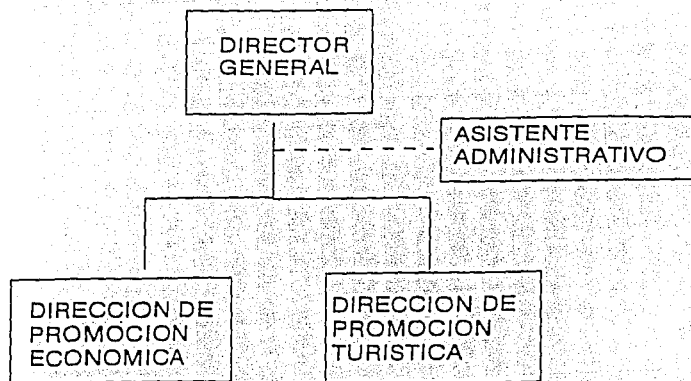 DIRECTOR
GENERAL
ASISTENTE
ADMINISTRATIVO
DIRECCION DE
PROMOCION
ECONOMICA
DIRECCION DE
PROMOCION
TURISTICA